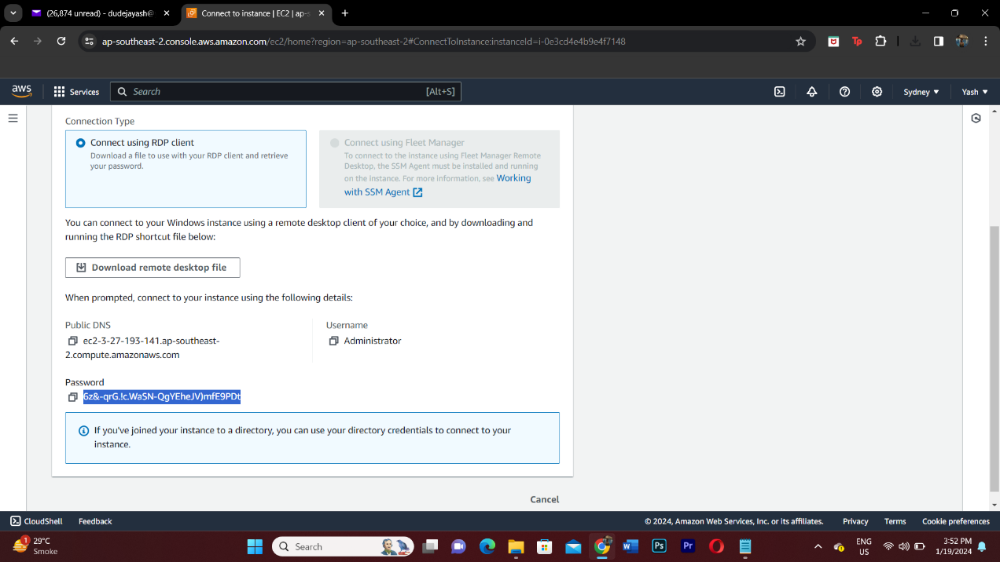 (26,874 unread) - dudejayash@
Connect to instance | EC2 | ap-s
ap-southeast-2.console.aws.amazon.com/ec2/home?region=ap-southeast-2#ConnectToInstance:instanceId=i-0e3cd4e4b9e4f7148
aws
Services
Search
[Alt+S]
Sydney
Yash
Connection Type
Connect using RDP client
Download a file to use with your RDP client and retrieve
your password.
Connect using Fleet Manager
To connect to the instance using Fleet Manager Remote
Desktop, the SSM Agent must be installed and running
on the instance. For more information, see Working
with SSM Agent
You can connect to your Windows instance using a remote desktop client of your choice, and by downloading and
running the RDP shortcut file below:
Download remote desktop file
When prompted, connect to your instance using the following details:
Public DNS
ec2-3-27-193-141.ap-southeast-
2.compute.amazonaws.com
Username
Administrator
Password
6z&-qrG.!c.WaSN-QgYEheJV)mfE9PDt
If you've joined your instance to a directory, you can use your directory credentials to connect to your
instance.
Cancel
CloudShell
Feedback
© 2024, Amazon Web Services, Inc. or its affiliates.
Privacy
Terms
Cookie preferences
1
29°C
Smoke
Search
W
Ps
Pr
ENG
US
3:52 PM
1/19/2024